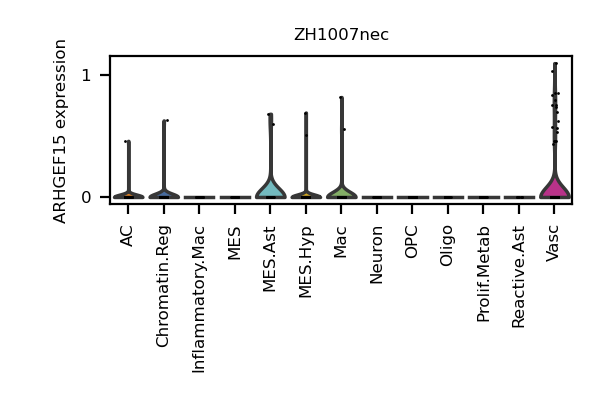 ZH1007nec
ARHGEF15 expression
1
0
AC
Chromatin.Reg
Inflammatory.Mac
MES
MES.Ast
MES.Hyp
Mac
Neuron
OPC
Oligo
Prolif.Metab
Reactive.Ast
Vasc